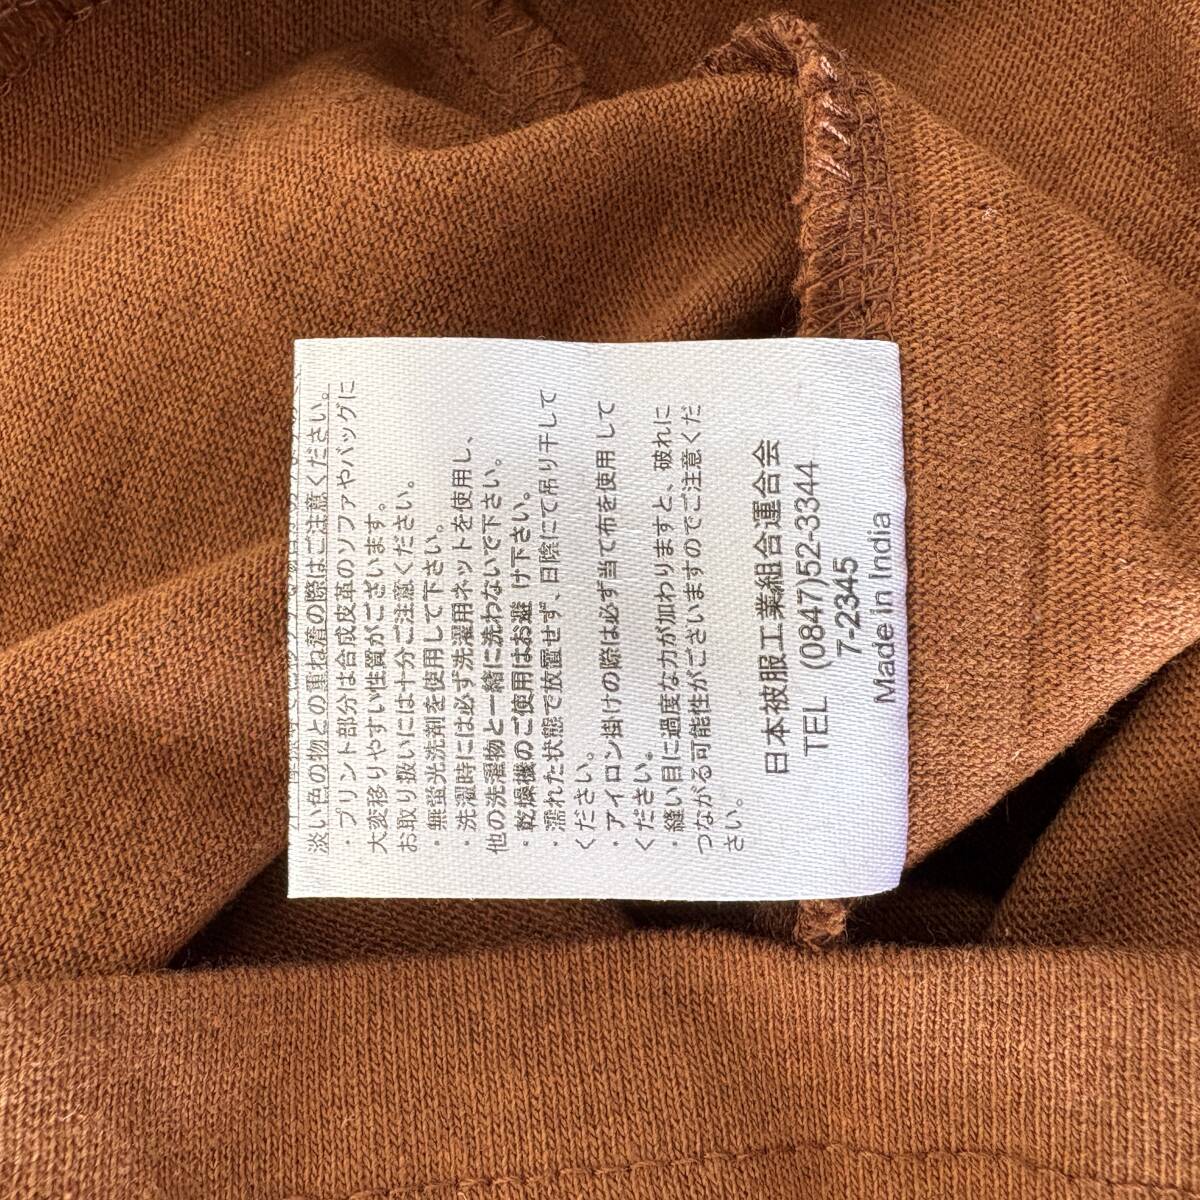 淡い色の物との重ね着の際はご注意ください。
・プリント部分は合成皮革のソファやバッグに
大変移りやすい性質がございます。
お取り扱いには十分ご注意ください。
・無蛍光洗剤を使用して下さい。
・洗濯時には必ず洗濯用ネットを使用し、
他の洗濯物と一緒に洗わないで下さい。
・乾燥機のご使用はお避け下さい。
・濡れた状態で放置せず、日陰にて吊り干して
ください。
・アイロン掛けの際は必ず当て布を使用して
ください。
・縫い目に過度な力が加わりますと、破れに
つながる可能性がございますのでご注意くだ
さい。
日本被服工業組合運合会
TEL (0847)52-3344
7-2345
Made in India